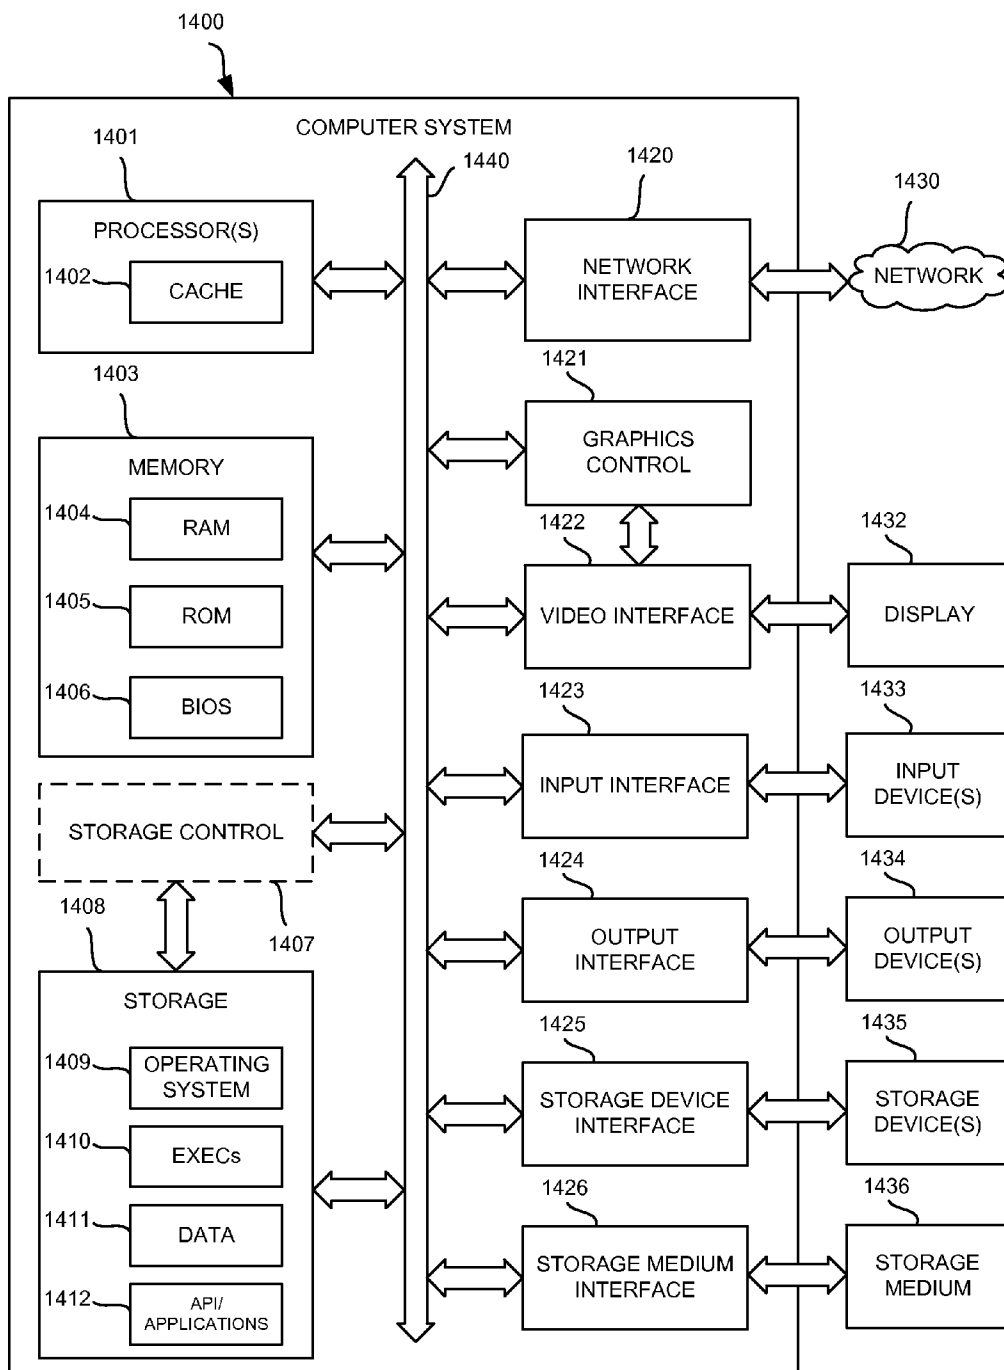 1400
COMPUTER SYSTEM
1401
PROCESSOR(S)
1402
CACHE
1403
MEMORY
1404
RAM
1405
ROM
1406
BIOS
STORAGE CONTROL
1407
1408
STORAGE
1409
OPERATING
SYSTEM
1410
EXECs
1411
DATA
1412
API/
APPLICATIONS
1440
1420
NETWORK
INTERFACE
1430
NETWORK
1421
GRAPHICS
CONTROL
1422
VIDEO INTERFACE
1432
DISPLAY
1423
INPUT INTERFACE
1433
INPUT
DEVICE(S)
1424
OUTPUT
INTERFACE
1434
OUTPUT
DEVICE(S)
1425
STORAGE DEVICE
INTERFACE
1435
STORAGE
DEVICE(S)
1426
STORAGE MEDIUM
INTERFACE
1436
STORAGE
MEDIUM